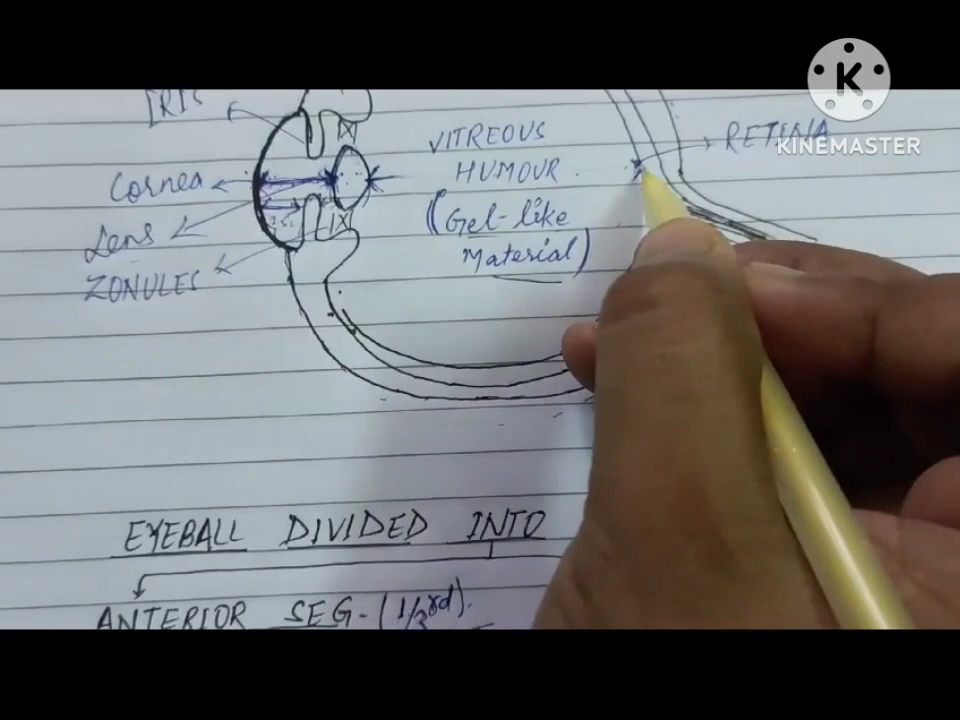 IRIS
Cornea
Lens
ZONULES
VITREOUS
HUMOUR
(Gel-like
Material)
RETINA
K
KINEMASTER
EYEBALL DIVIDED INTO
ANTERIOR SEG-(1/3rd).